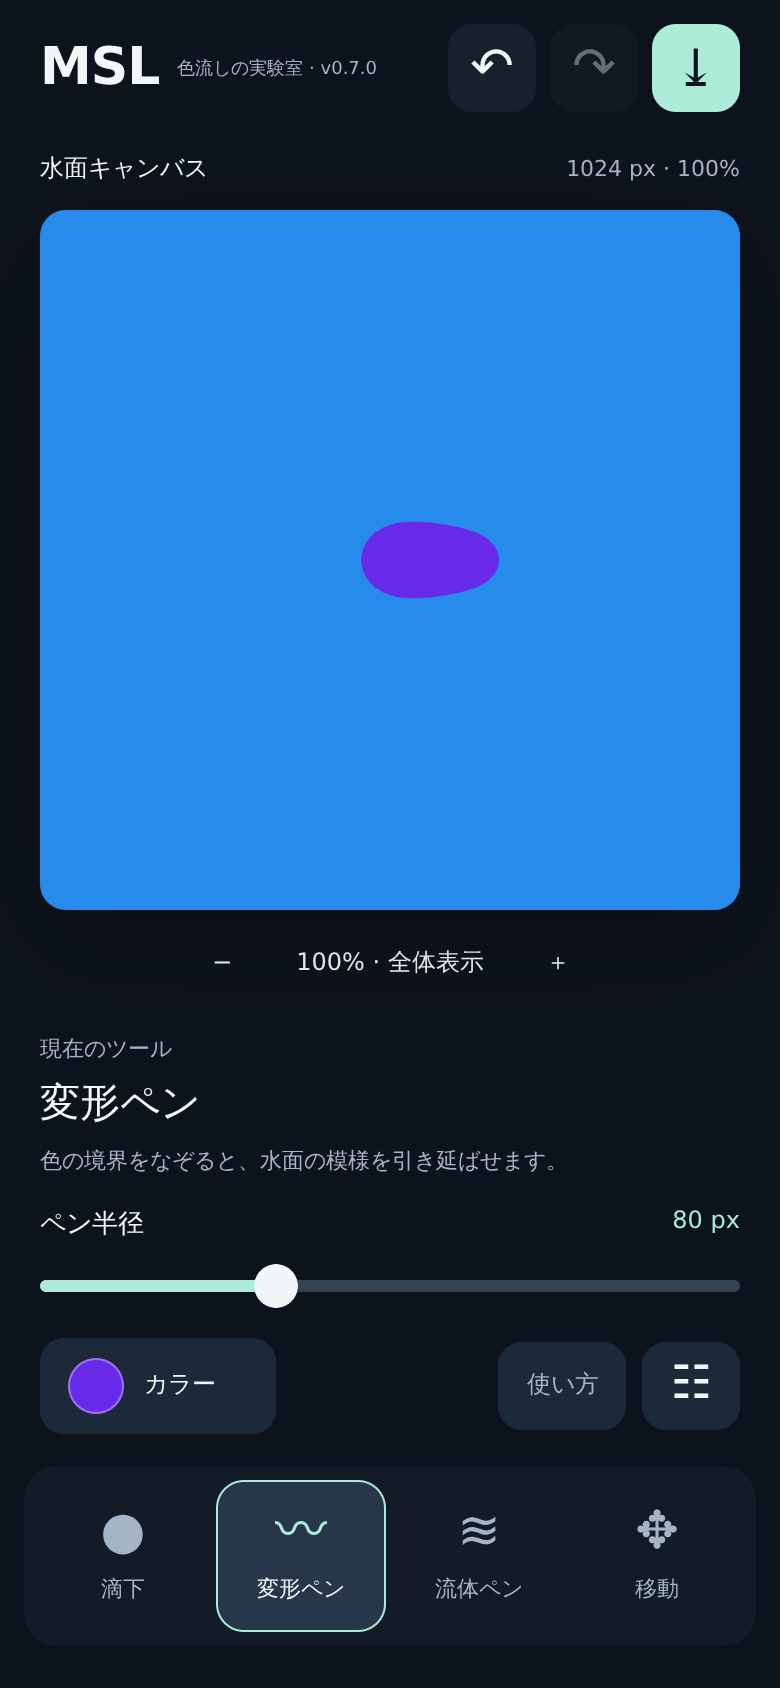 MSL 色流しの実験室 · v0.7.0
水面キャンバス 1024 px · 100%
− 100% · 全体表示 +
現在のツール
変形ペン
色の境界をなぞると、水面の模様を引き延ばせます。
ペン半径 80 px
カラー 使い方
滴下 変形ペン 流体ペン 移動